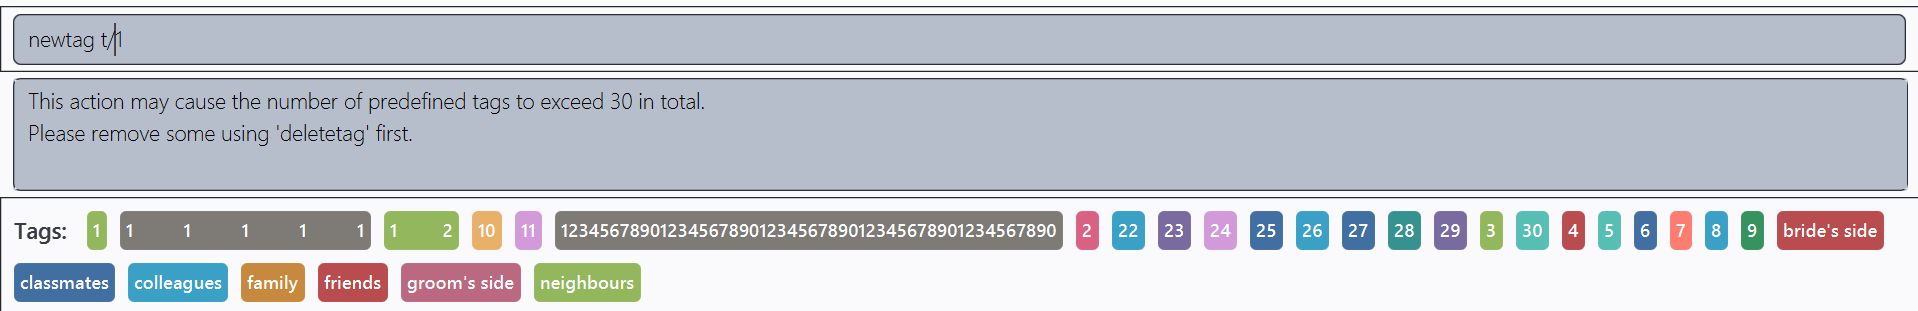 newtag t/1
This action may cause the number of predefined tags to exceed 30 in total.
Please remove some using 'deletetag' first.
Tags: 1 1 1 1 1 1 1 2 10 11 12345678901234567890123456789012345678901234567890 2 22 23 24 25 26 27 28 29 3 30 4 5 6 7 8 9 bride's side
classmates colleagues family friends groom's side neighbours